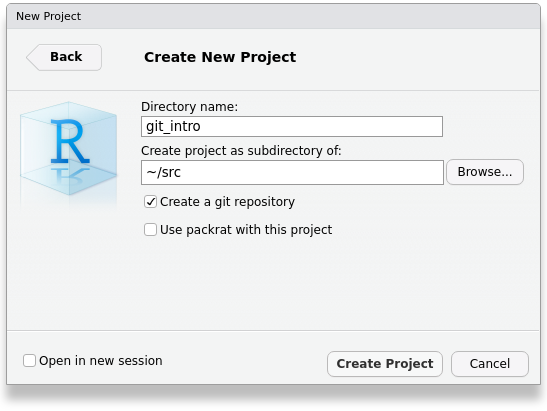 New Project
Back
Create New Project
R
Directory name:
git_intro
Create project as subdirectory of:
~/src
Browse...
Create a git repository
Use packrat with this project
Open in new session
Create Project
Cancel